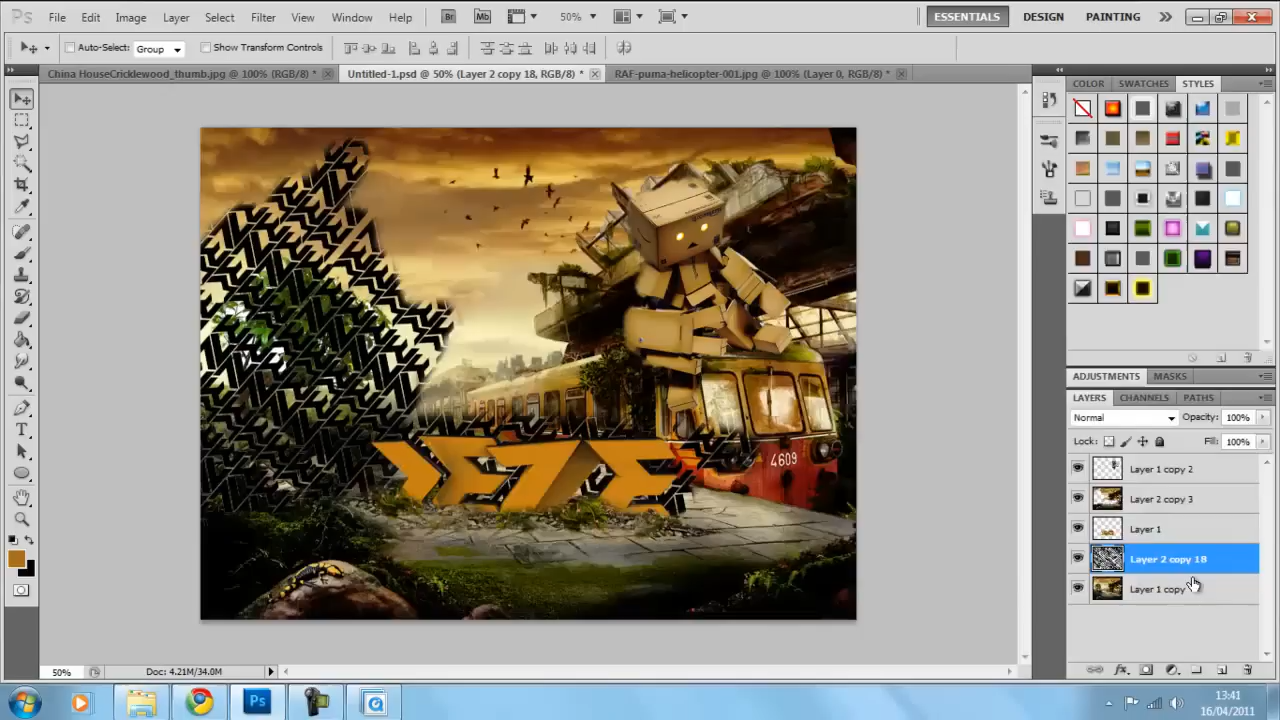 Ps File Edit Image Layer Select Filter View Window Help Br Mb 50% ESSENTIALS DESIGN PAINTING
Auto-Select: Group Show Transform Controls
China HouseCricklewood_thumb.jpg @ 100% (RGB/8) * Untitled-1.psd @ 50% (Layer 2 copy 18, RGB/8) * RAF-puma-helicopter-001.jpg @ 100% (Layer 0, RGB/8) *
COLOR SWATCHES STYLES
ADJUSTMENTS MASKS
LAYERS CHANNELS PATHS
Normal Opacity: 100%
Lock: Fill: 100%
Layer 1 copy 2
Layer 2 copy 3
Layer 1
Layer 2 copy 18
Layer 1 copy
4609
50% Doc: 4.21M/34.0M
Ps
13:41
16/04/2011